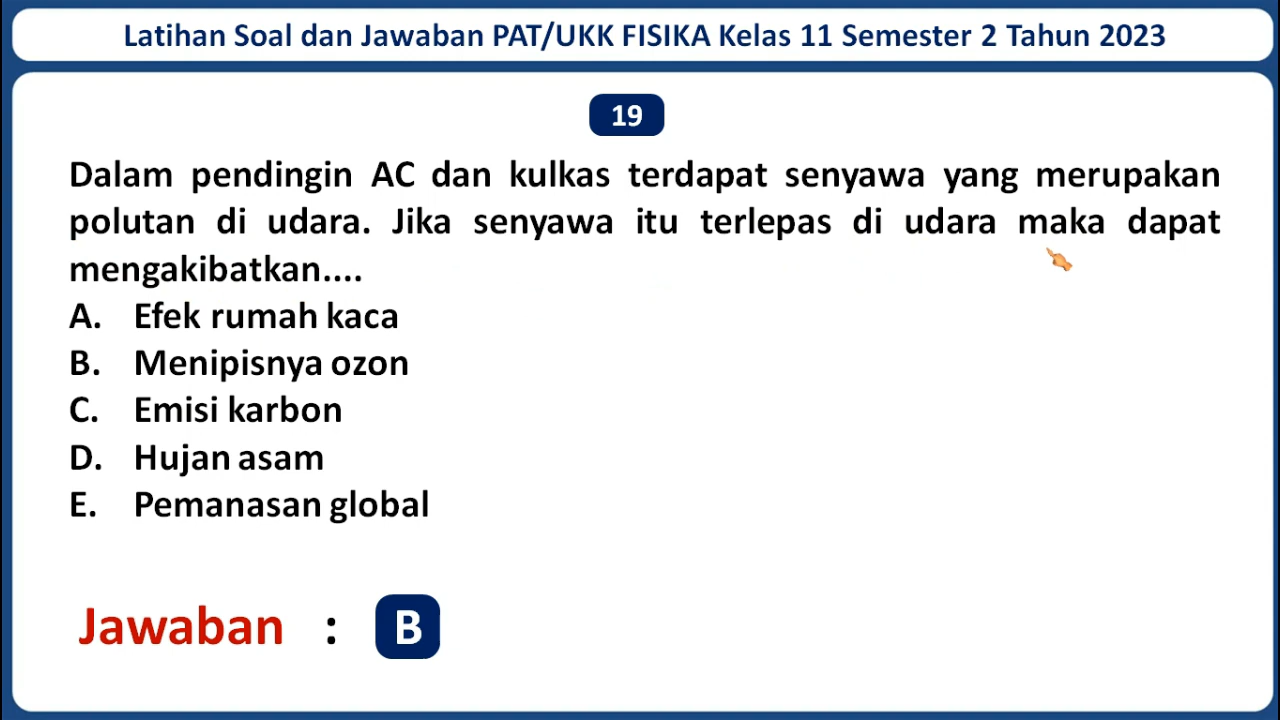 Latihan Soal dan Jawaban PAT/UKK FISIKA Kelas 11 Semester 2 Tahun 2023
19
Dalam pendingin AC dan kulkas terdapat senyawa yang merupakan
polutan di udara. Jika senyawa itu terlepas di udara maka dapat
mengakibatkan....
A. Efek rumah kaca
B. Menipisnya ozon
C. Emisi karbon
D. Hujan asam
E. Pemanasan global
Jawaban : B